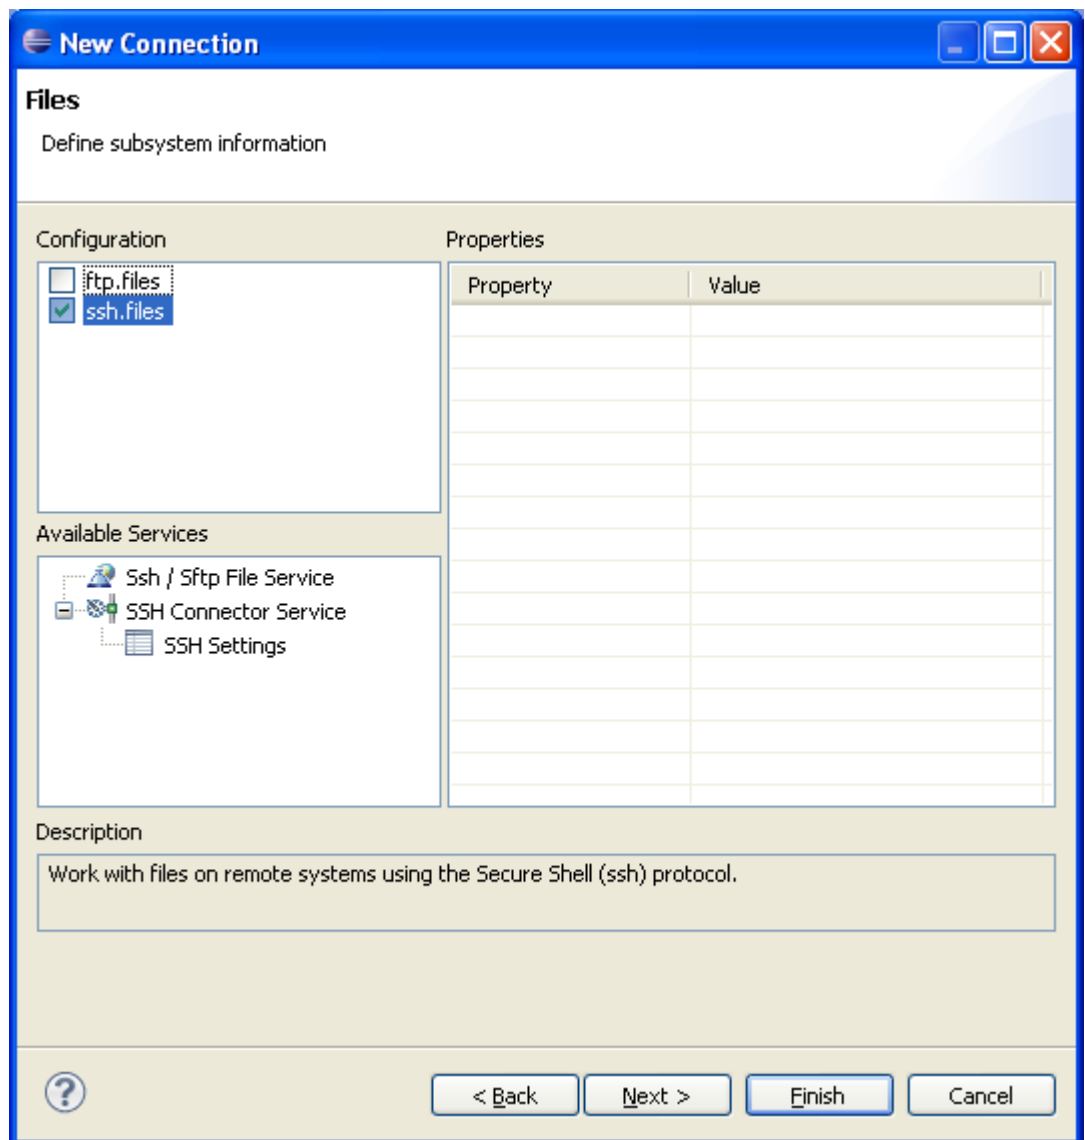 New Connection
Files
Define subsystem information
Configuration
ftp.files
ssh.files
Properties
Property Value
Available Services
Ssh / Sftp File Service
SSH Connector Service
SSH Settings
Description
Work with files on remote systems using the Secure Shell (ssh) protocol.
? < Back Next > Finish Cancel